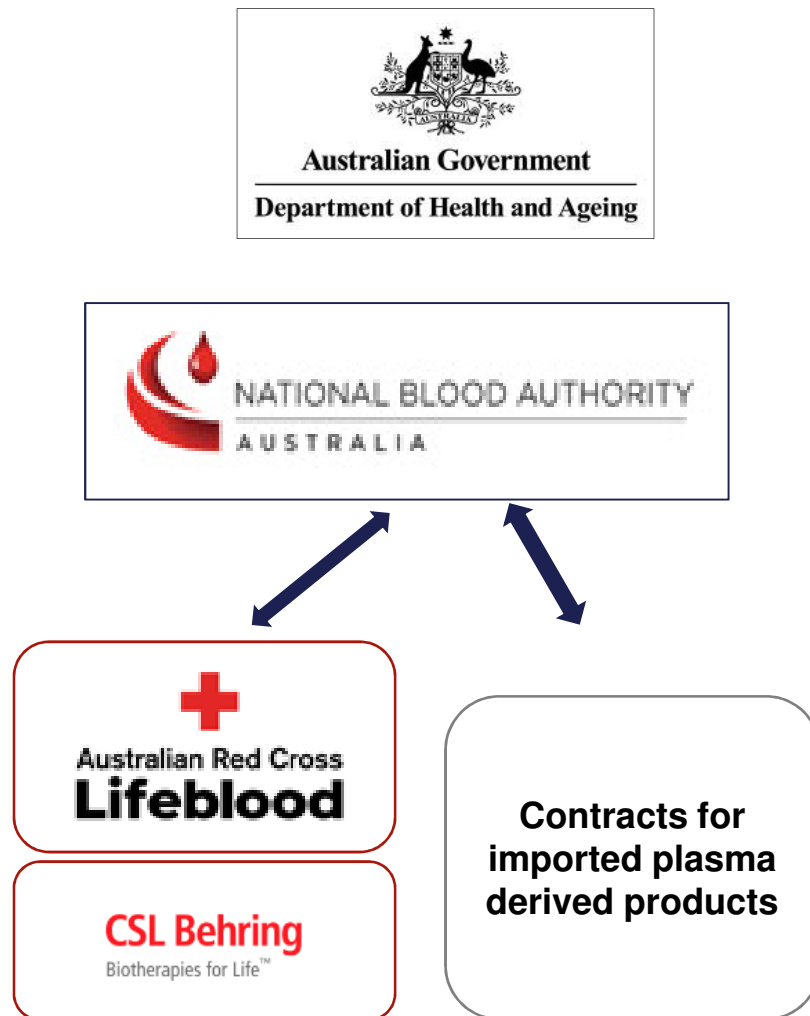 AUSTRALIA
Australian Government
Department of Health and Ageing
NATIONAL BLOOD AUTHORITY
AUSTRALIA
Australian Red Cross
Lifeblood
CSL Behring
Biotherapies for Life™
Contracts for
imported plasma
derived products